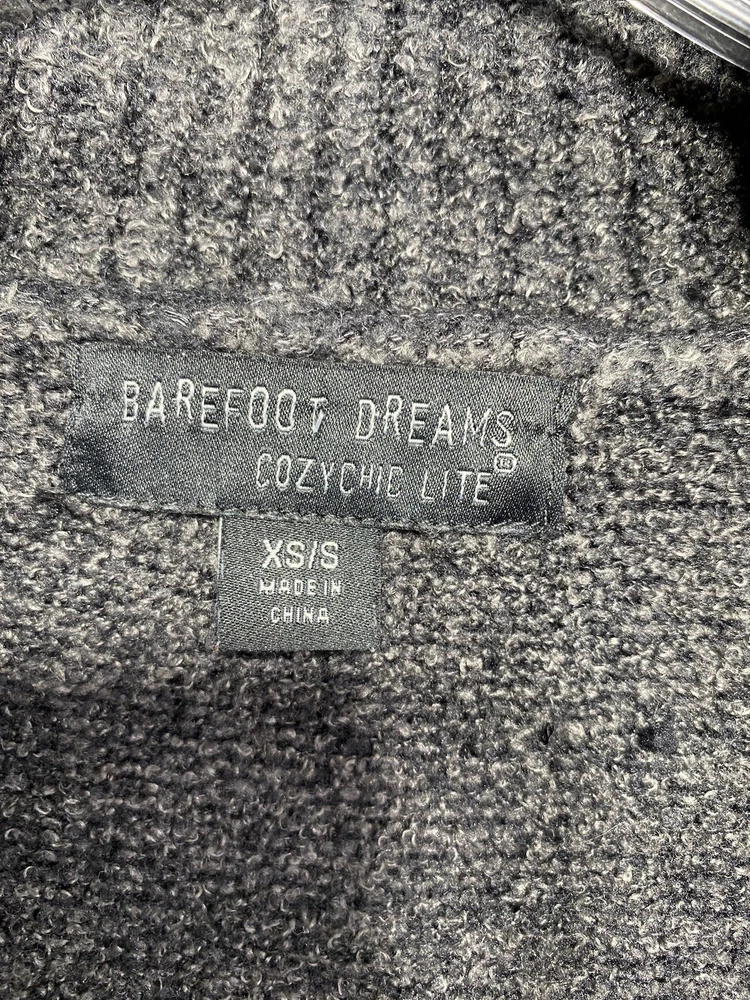 BAREFOOT DREAMS
COZYCHIC LITE®
XS/S
MADE IN
CHINA